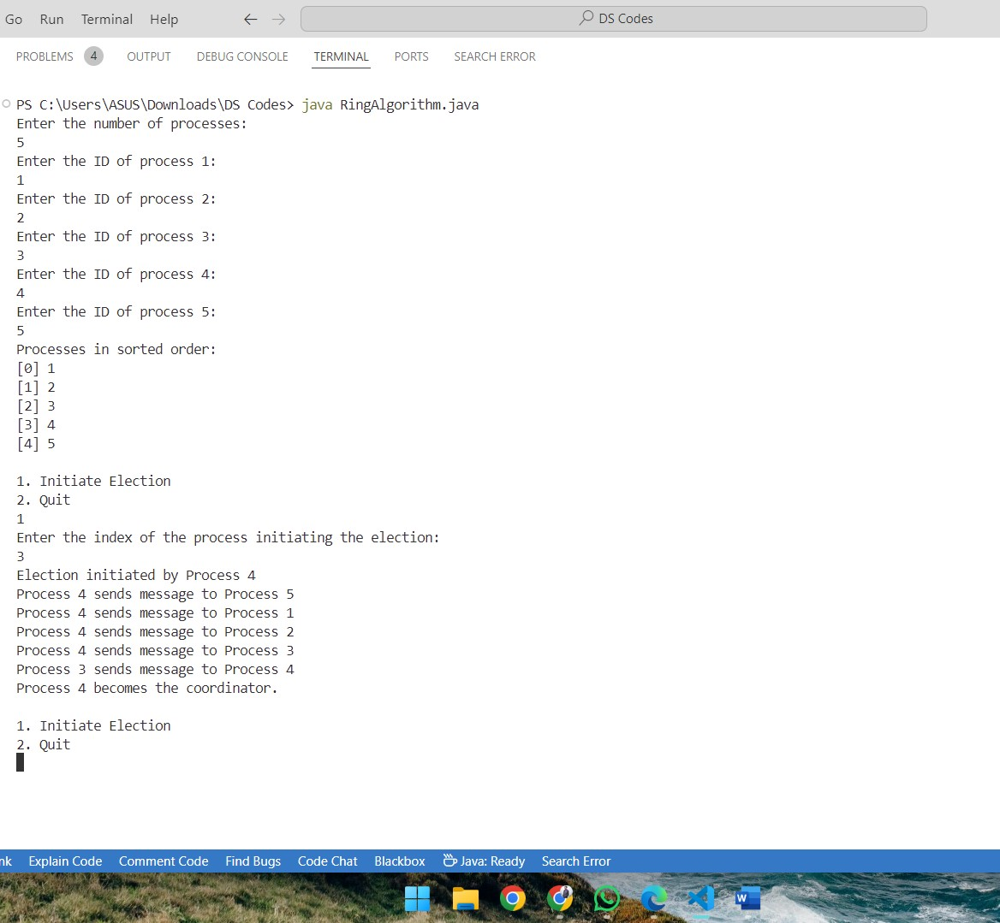 Go Run Terminal Help DS Codes
PROBLEMS 4 OUTPUT DEBUG CONSOLE TERMINAL PORTS SEARCH ERROR
PS C:\Users\ASUS\Downloads\DS Codes> java RingAlgorithm.java
Enter the number of processes:
5
Enter the ID of process 1:
1
Enter the ID of process 2:
2
Enter the ID of process 3:
3
Enter the ID of process 4:
4
Enter the ID of process 5:
5
Processes in sorted order:
[0] 1
[1] 2
[2] 3
[3] 4
[4] 5
1. Initiate Election
2. Quit
1
Enter the index of the process initiating the election:
3
Election initiated by Process 4
Process 4 sends message to Process 5
Process 4 sends message to Process 1
Process 4 sends message to Process 2
Process 4 sends message to Process 3
Process 3 sends message to Process 4
Process 4 becomes the coordinator.
1. Initiate Election
2. Quit
nk Explain Code Comment Code Find Bugs Code Chat Blackbox Java: Ready Search Error
W